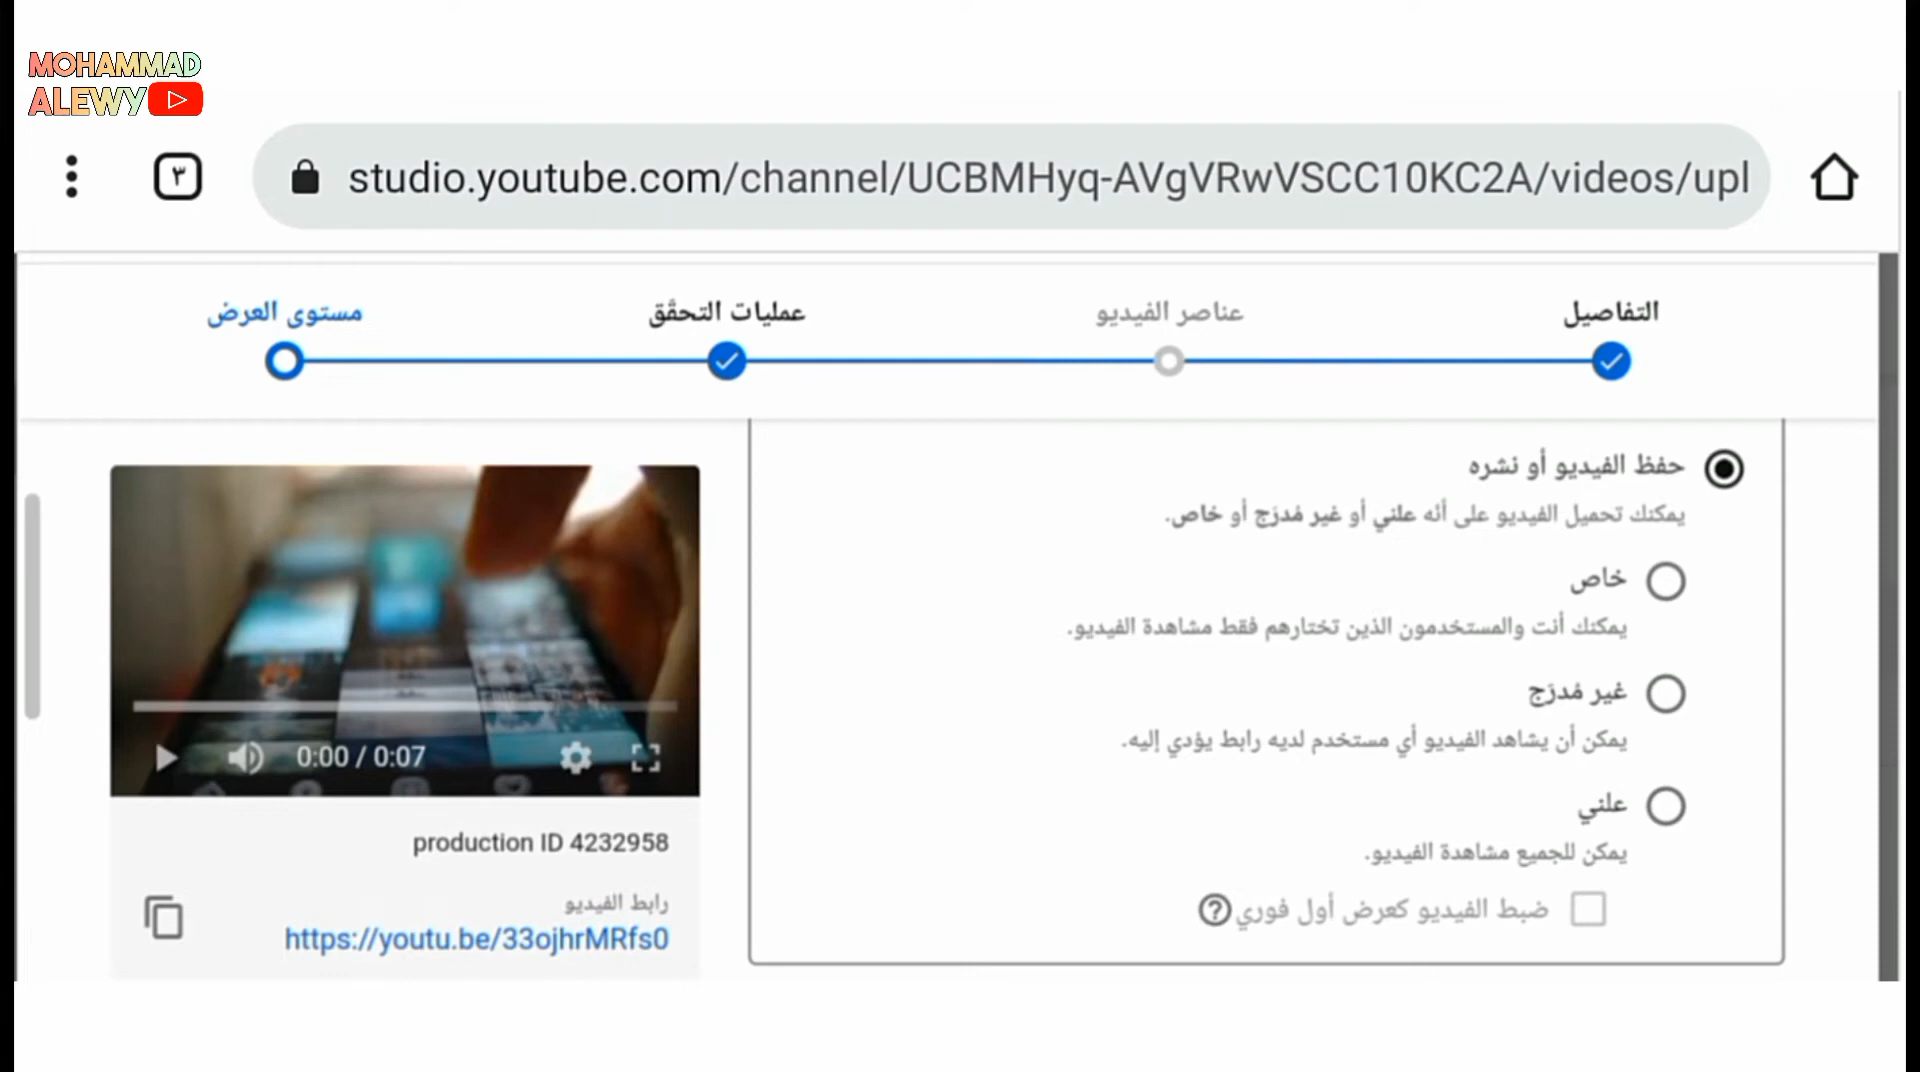 MOHAMMAD
ALEWY
٣
studio.youtube.com/channel/UCBMHyq-AVgVRwVSCC10KC2A/videos/upl
التفاصيل
عناصر الفيديو
عمليات التحقّق
مستوى العرض
حفظ الفيديو أو نشره
يمكنك تحميل الفيديو على أنه علني أو غير مُدرَج أو خاص.
خاص
يمكنك أنت والمستخدمون الذين تختارهم فقط مشاهدة الفيديو.
غير مُدرَج
يمكن أن يشاهد الفيديو أي مستخدم لديه رابط يؤدي إليه.
علني
يمكن للجميع مشاهدة الفيديو.
ضبط الفيديو كعرض أول فوري
0:00 / 0:07
production ID 4232958
رابط الفيديو
https://youtu.be/33ojhrMRfs0